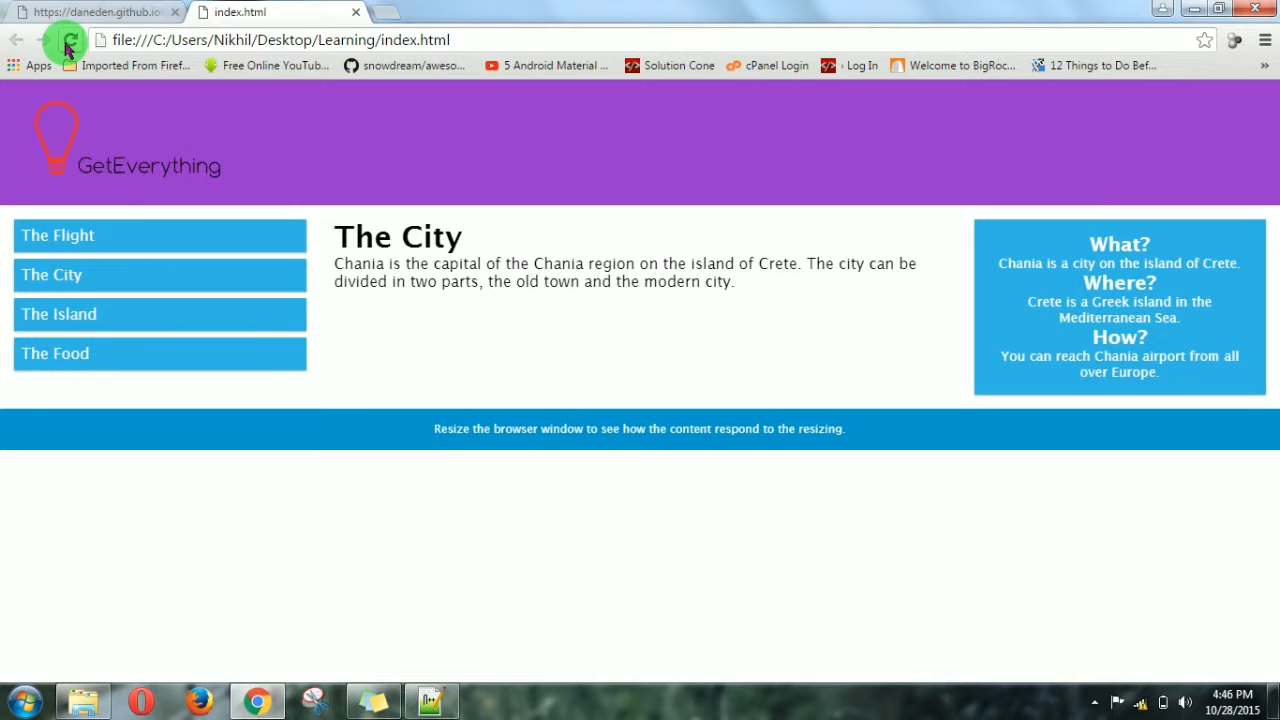 https://daneden.github.io
index.html
file:///C:/Users/Nikhil/Desktop/Learning/index.html
Apps
Imported From Firef...
Free Online YouTub...
snowdream/aweso...
5 Android Material ...
Solution Cone
cPanel Login
› Log In
Welcome to BigRoc...
12 Things to Do Bef...
»
GetEverything
The Flight
The City
The Island
The Food
The City
Chania is the capital of the Chania region on the island of Crete. The city can be
divided in two parts, the old town and the modern city.
What?
Chania is a city on the island of Crete.
Where?
Crete is a Greek island in the
Mediterranean Sea.
How?
You can reach Chania airport from all
over Europe.
Resize the browser window to see how the content respond to the resizing.
4:46 PM
10/28/2015